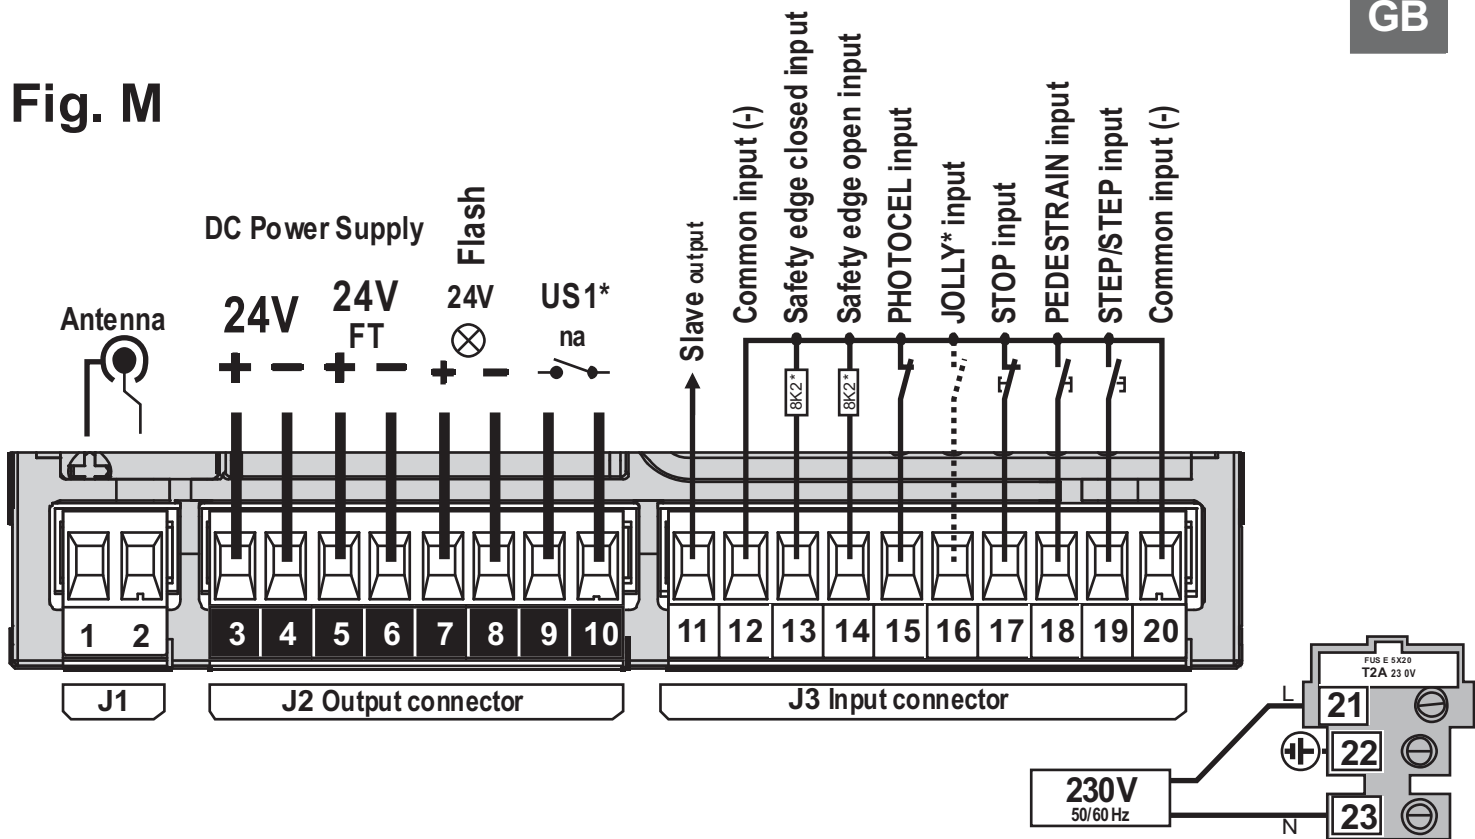 GB
Fig. M
Antenna
DC Power Supply
24V
24V
FT
Flash
24V
US1*
na
+ - + - + -
Slave output
Common input (-)
Safety edge closed input
Safety edge open input
PHOTOCEL input
JOLLY* input
STOP input
PEDESTRAIN input
STEP/STEP input
Common input (-)
8K2*
8K2*
1 2
3 4 5 6 7 8 9 10
11 12 13 14 15 16 17 18 19 20
J1
J2 Output connector
J3 Input connector
FUSE 5X20
T2A 230V
L
21
22
23
N
230V
50/60 Hz